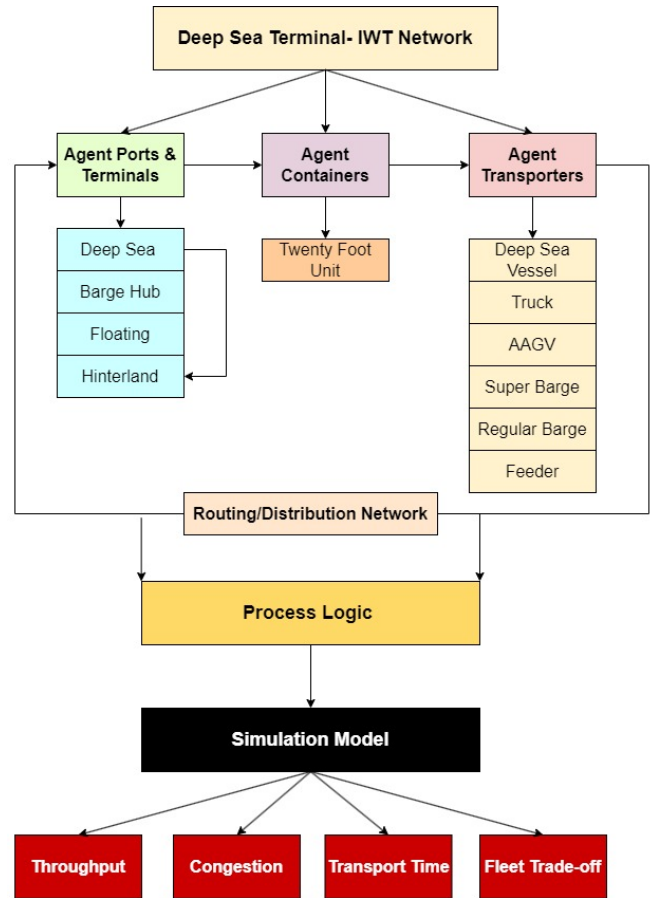 Deep Sea Terminal- IWT Network
Agent Ports &
Terminals
Agent
Containers
Agent
Transporters
Deep Sea
Barge Hub
Floating
Hinterland
Twenty Foot
Unit
Deep Sea
Vessel
Truck
AAGV
Super Barge
Regular Barge
Feeder
Routing/Distribution Network
Process Logic
Simulation Model
Throughput
Congestion
Transport Time
Fleet Trade-off